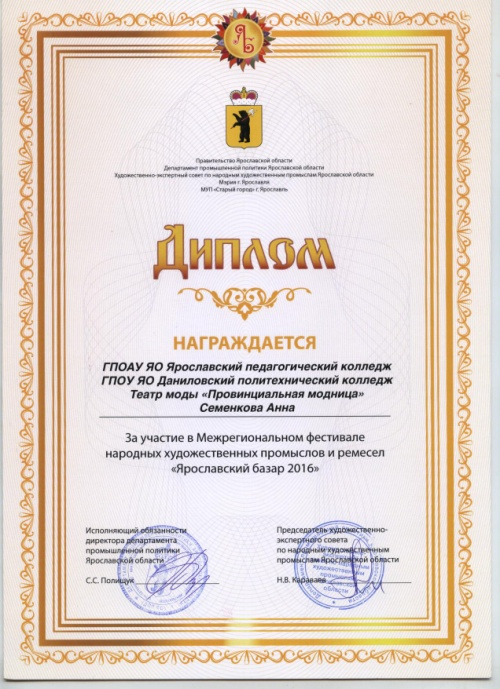 Правительство Ярославской области
Департамент промышленной политики Ярославской области
Художественно-экспертный совет по народным художественным промыслам Ярославской области
Мэрия г. Ярославля
МУП «Старый город» г. Ярославль
Диплом
НАГРАЖДАЕТСЯ
ГПОАУ ЯО Ярославский педагогический колледж
ГПОУ ЯО Даниловский политехнический колледж
Театр моды «Провинциальная модница»
Семенкова Анна
За участие в Межрегиональном фестивале
народных художественных промыслов и ремесел
«Ярославский базар 2016»
Исполняющий обязанности
директора департамента
промышленной политики
Ярославской области
С.С. Полищук
Председатель художественно-
экспертного совета
по народным художественным
промыслам Ярославской области
Н.В. Караваев